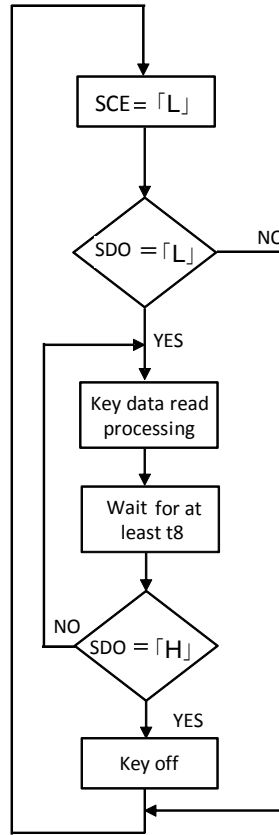 SCE=「L」
SDO =「L」
NO
YES
Key data read
processing
Wait for at
least t8
NO
SDO =「H」
YES
Key off